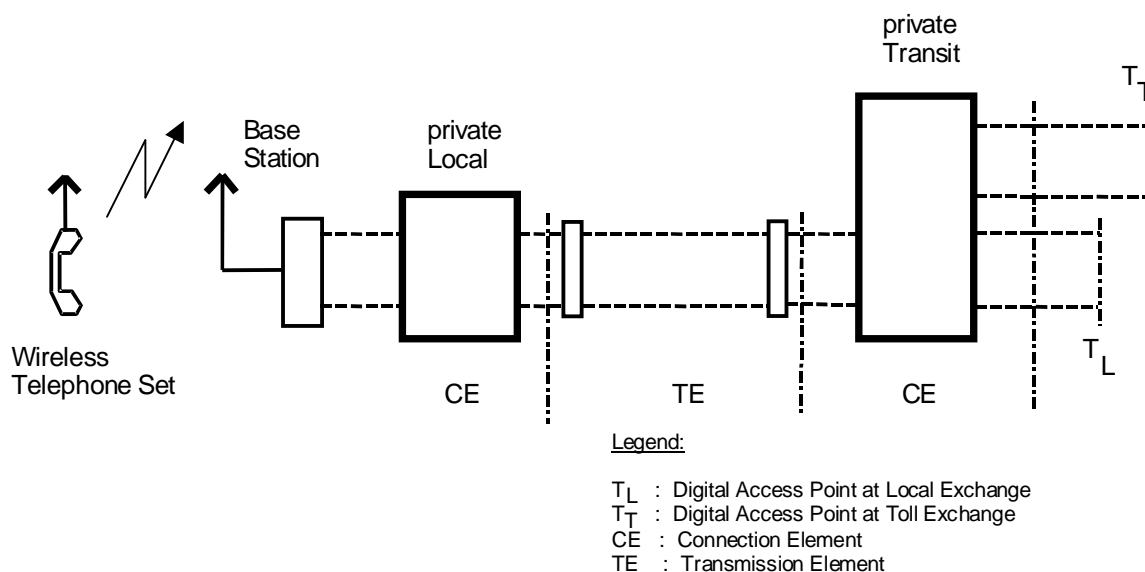 private
Transit
T_T
Base
Station
private
Local
Wireless
Telephone Set
T_L
CE
TE
CE
Legend:
T_L : Digital Access Point at Local Exchange
T_T : Digital Access Point at Toll Exchange
CE : Connection Element
TE : Transmission Element